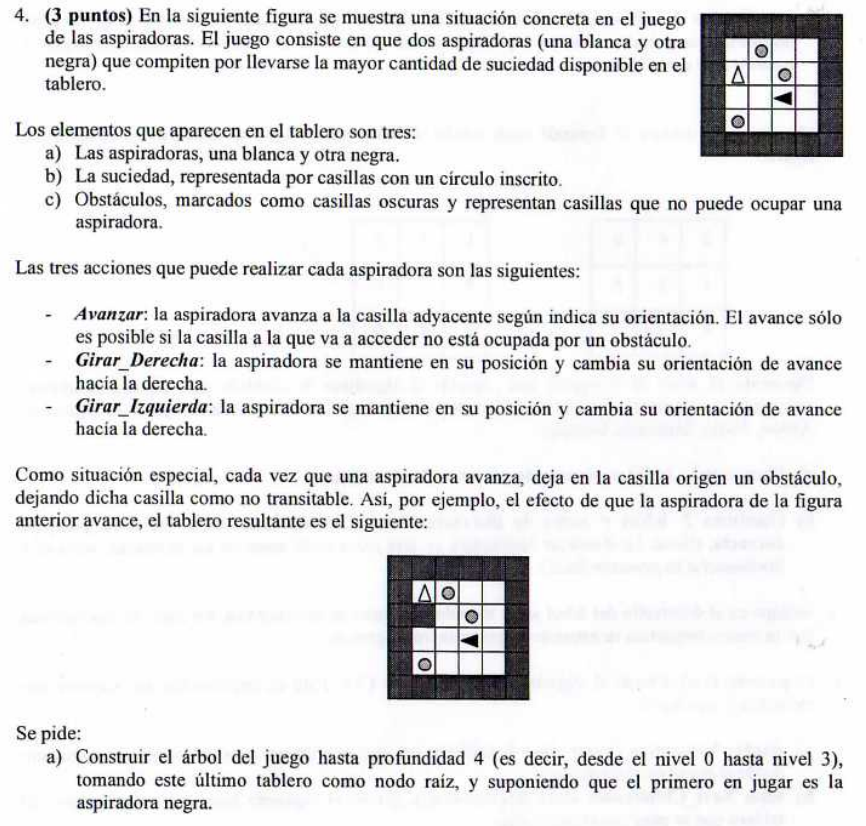 4. (3 puntos) En la siguiente figura se muestra una situación concreta en el juego
de las aspiradoras. El juego consiste en que dos aspiradoras (una blanca y otra
negra) que compiten por llevarse la mayor cantidad de suciedad disponible en el
tablero.
Los elementos que aparecen en el tablero son tres:
a) Las aspiradoras, una blanca y otra negra.
b) La suciedad, representada por casillas con un círculo inscrito.
c) Obstáculos, marcados como casillas oscuras y representan casillas que no puede ocupar una
aspiradora.
Las tres acciones que puede realizar cada aspiradora son las siguientes:
- Avanzar: la aspiradora avanza a la casilla adyacente según indica su orientación. El avance sólo
es posible si la casilla a la que va a acceder no está ocupada por un obstáculo.
- Girar_Derecha: la aspiradora se mantiene en su posición y cambia su orientación de avance
hacía la derecha.
- Girar_Izquierda: la aspiradora se mantiene en su posición y cambia su orientación de avance
hacía la derecha.
Como situación especial, cada vez que una aspiradora avanza, deja en la casilla origen un obstáculo,
dejando dicha casilla como no transitable. Así, por ejemplo, el efecto de que la aspiradora de la figura
anterior avance, el tablero resultante es el siguiente:
Se pide:
a) Construir el árbol del juego hasta profundidad 4 (es decir, desde el nivel 0 hasta nivel 3),
tomando este último tablero como nodo raíz, y suponiendo que el primero en jugar es la
aspiradora negra.